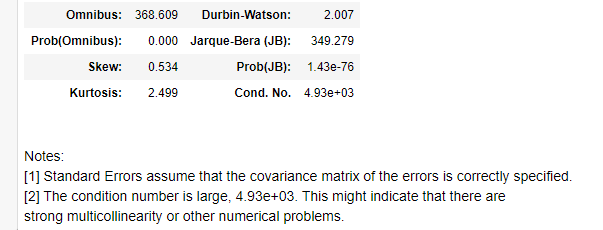 Omnibus: 368.609 Durbin-Watson: 2.007
Prob(Omnibus): 0.000 Jarque-Bera (JB): 349.279
Skew: 0.534 Prob(JB): 1.43e-76
Kurtosis: 2.499 Cond. No. 4.93e+03
Notes:
[1] Standard Errors assume that the covariance matrix of the errors is correctly specified.
[2] The condition number is large, 4.93e+03. This might indicate that there are
strong multicollinearity or other numerical problems.